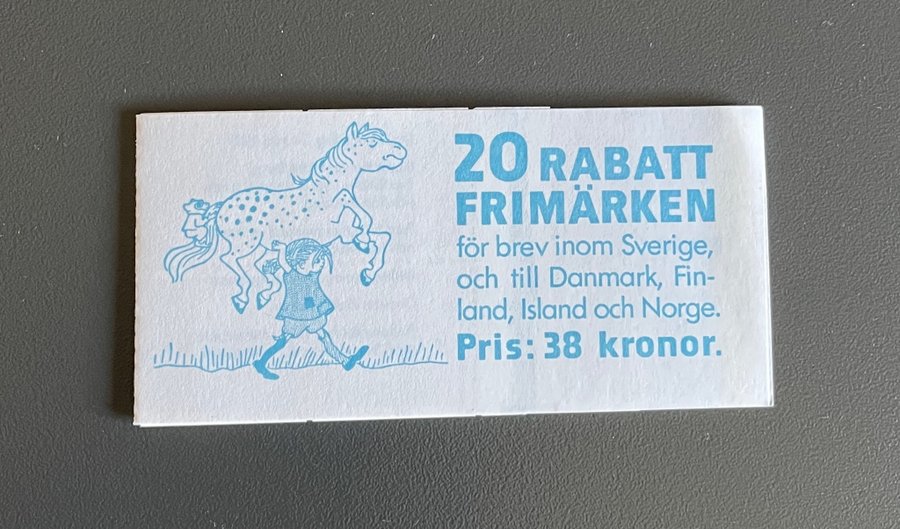 20 RABATT
FRIMÄRKEN
för brev inom Sverige,
och till Danmark, Fin-
land, Island och Norge.
Pris: 38 kronor.